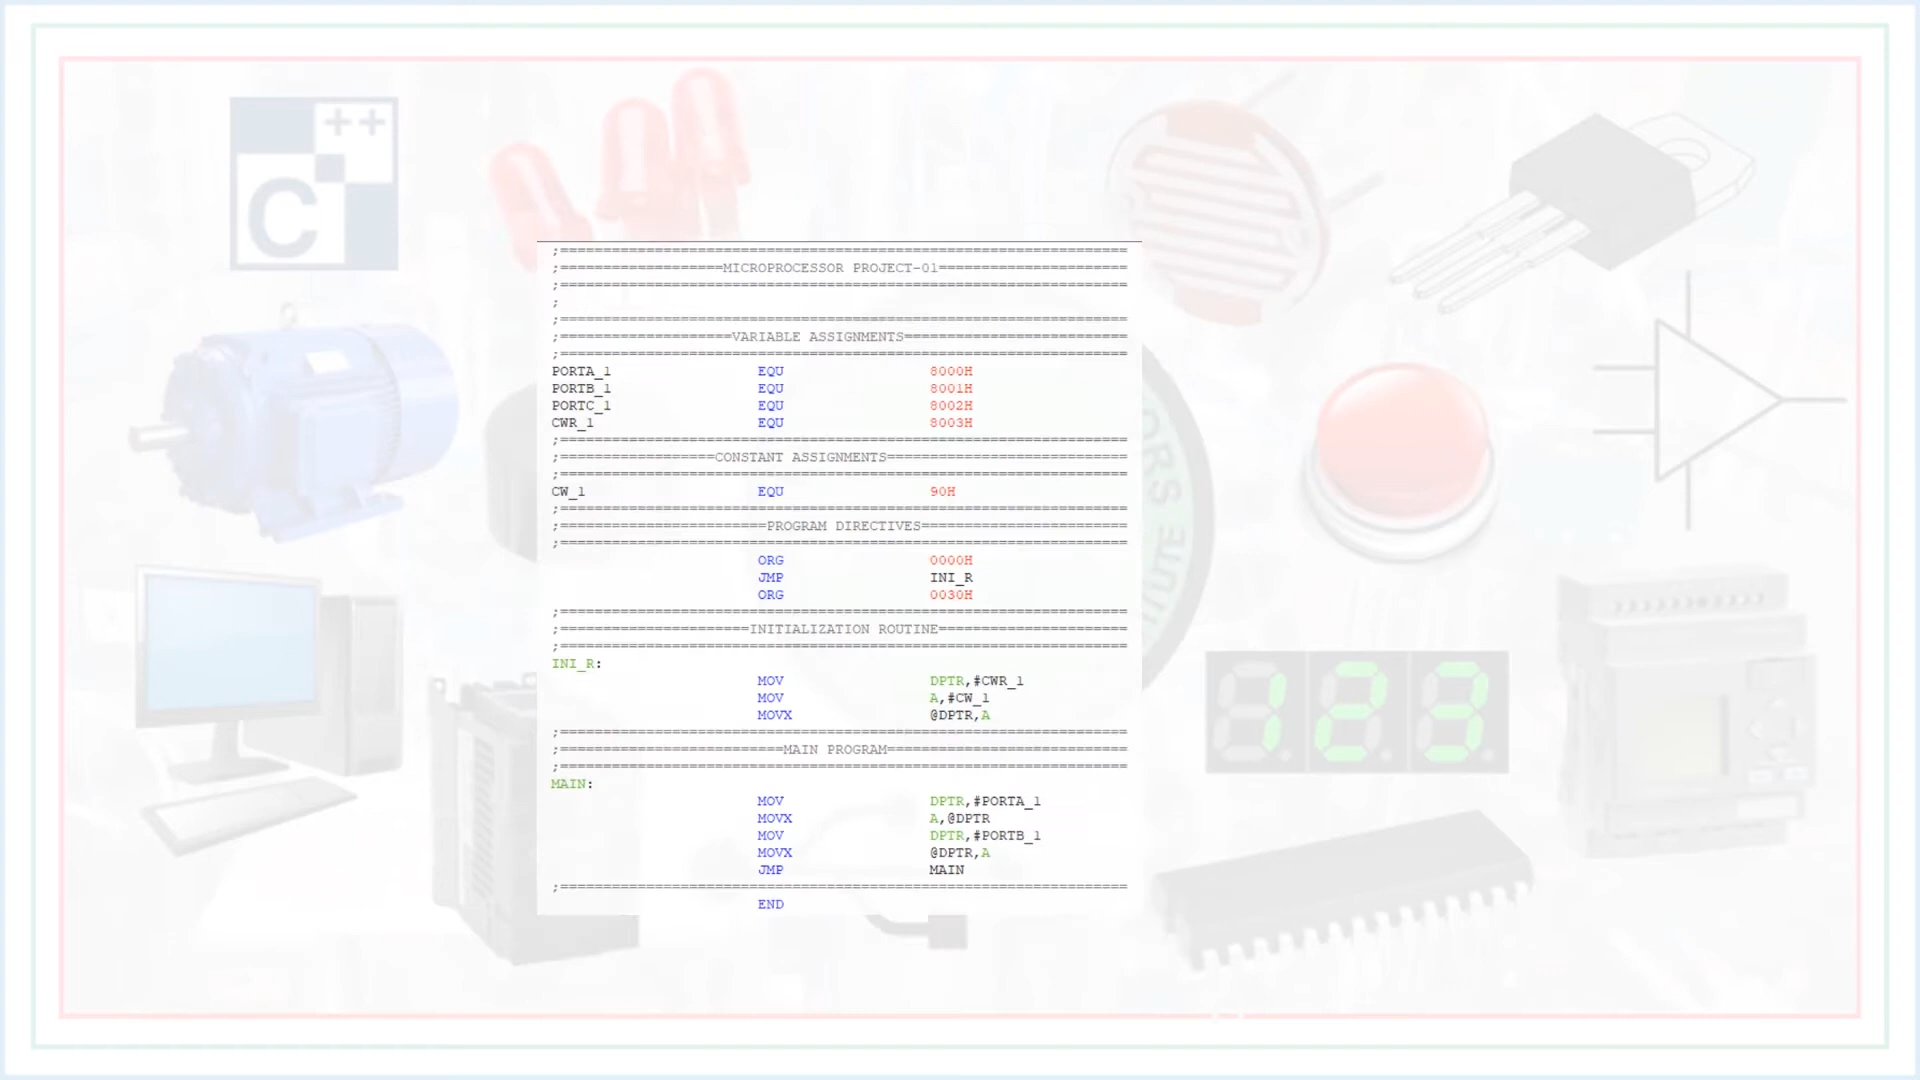 C ++
;==================================================================
;===================MICROPROCESSOR PROJECT-01======================
;==================================================================
;
;==================================================================
;====================VARIABLE ASSIGNMENTS==========================
;==================================================================
PORTA_1 EQU 8000H
PORTB_1 EQU 8001H
PORTC_1 EQU 8002H
CWR_1 EQU 8003H
;==================================================================
;==================CONSTANT ASSIGNMENTS============================
;==================================================================
CW_1 EQU 90H
;==================================================================
;========================PROGRAM DIRECTIVES========================
;==================================================================
ORG 0000H
JMP INI_R
ORG 0030H
;==================================================================
;======================INITIALIZATION ROUTINE======================
;==================================================================
INI_R:
MOV DPTR,#CWR_1
MOV A,#CW_1
MOVX @DPTR,A
;==================================================================
;==========================MAIN PROGRAM============================
;==================================================================
MAIN:
MOV DPTR,#PORTA_1
MOVX A,@DPTR
MOV DPTR,#PORTB_1
MOVX @DPTR,A
JMP MAIN
;==================================================================
END
123